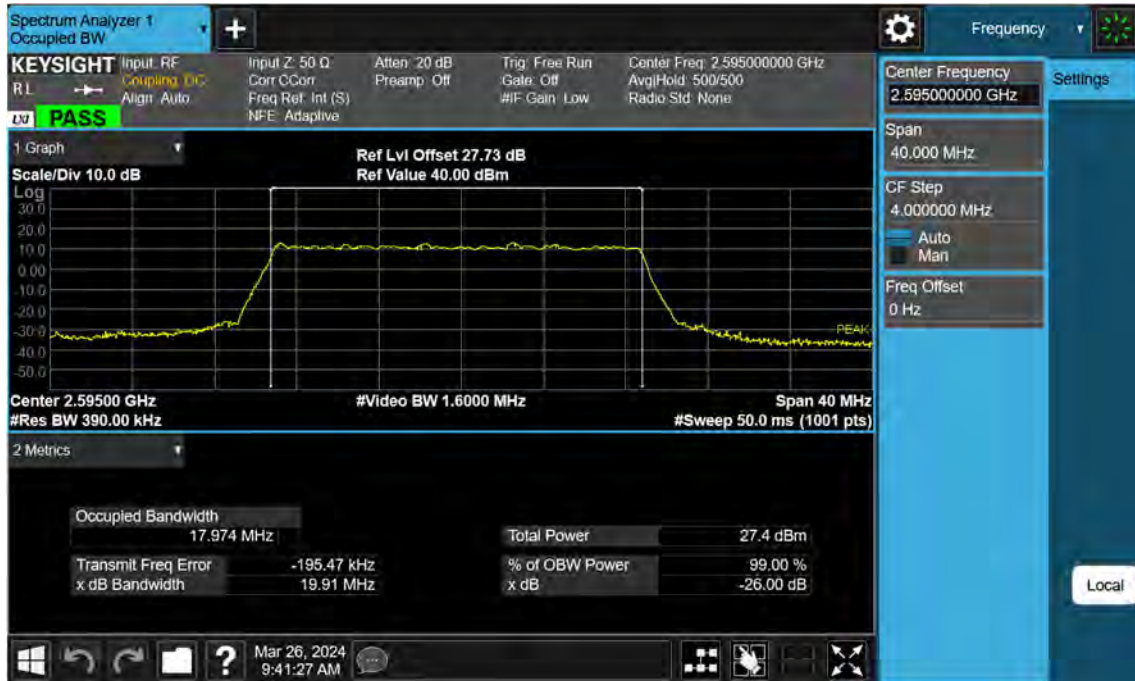 Spectrum Analyzer 1
Occupied BW
Frequency
KEYSIGHT
R L
LXI
PASS
Input: RF
Coupling: DC
Align: Auto
Input Z: 50 Ω
Corr CCorr
Freq Ref: Int (S)
NFE: Adaptive
Atten: 20 dB
Preamp: Off
Trig: Free Run
Gate: Off
#IF Gain: Low
Center Freq: 2.595000000 GHz
Avg|Hold: 500/500
Radio Std: None
Center Frequency
2.595000000 GHz
Settings
Span
40.000 MHz
CF Step
4.000000 MHz
Auto
Man
Freq Offset
0 Hz
1 Graph
Scale/Div 10.0 dB
Ref Lvl Offset 27.73 dB
Ref Value 40.00 dBm
Log
30.0
20.0
10.0
0.00
-10.0
-20.0
-30.0
-40.0
-50.0
PEAK
Center 2.59500 GHz
#Video BW 1.6000 MHz
Span 40 MHz
#Res BW 390.00 kHz
#Sweep 50.0 ms (1001 pts)
2 Metrics
Occupied Bandwidth
17.974 MHz
Total Power 27.4 dBm
Transmit Freq Error -195.47 kHz
% of OBW Power 99.00 %
x dB Bandwidth 19.91 MHz
x dB -26.00 dB
Local
?
Mar 26, 2024
9:41:27 AM